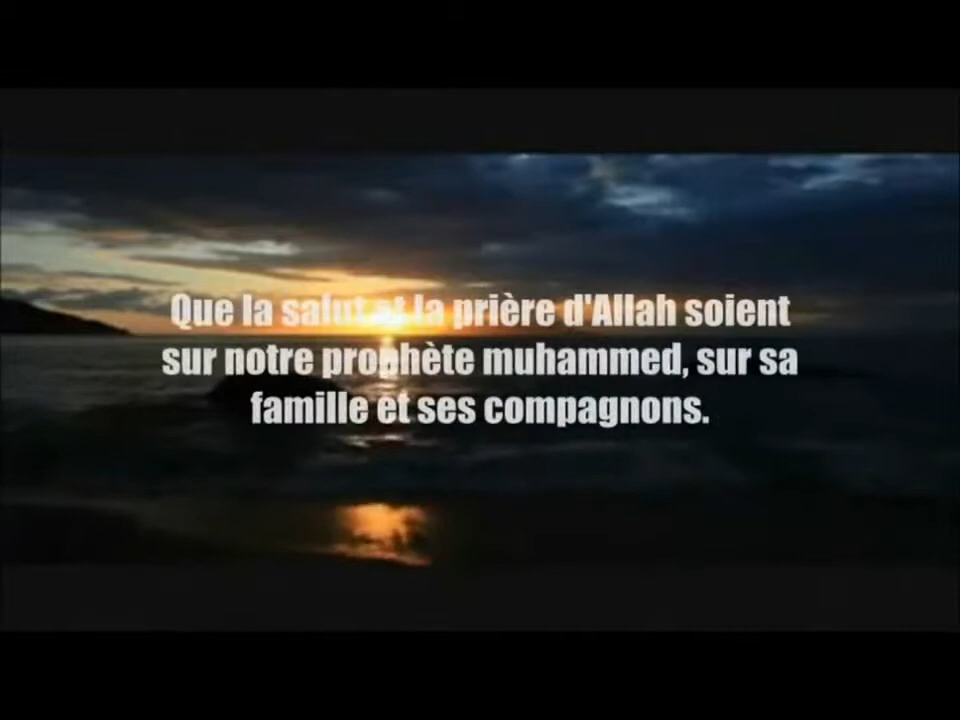 Que la salut et la prière d'Allah soient
sur notre prophète muhammed, sur sa
famille et ses compagnons.